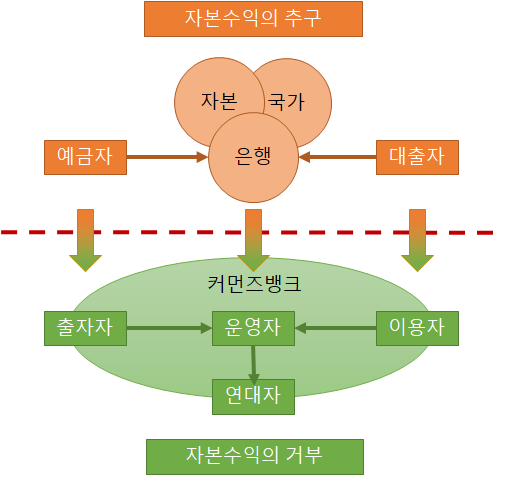 자본수익의 추구
자본
국가
예금자
은행
대출자
커먼즈뱅크
출자자
운영자
이용자
연대자
자본수익의 거부